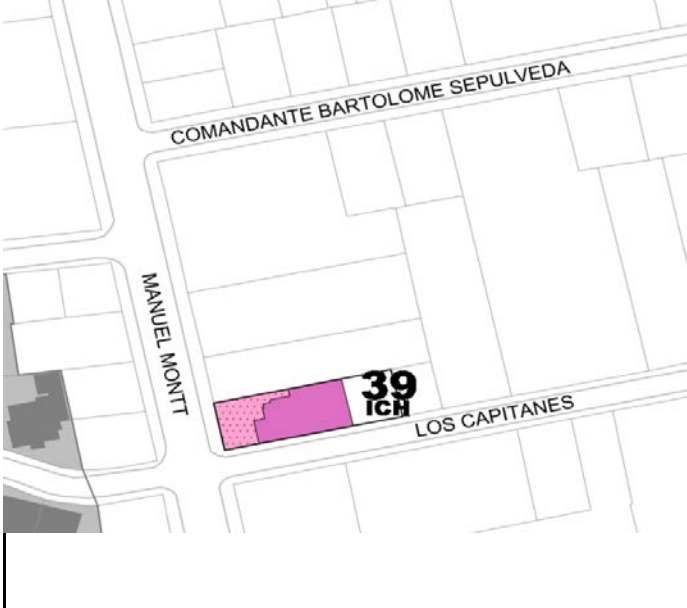 COMANDANTE BARTOLOME SEPULVEDA
MANUEL MONTT
39
ICH
LOS CAPITANES